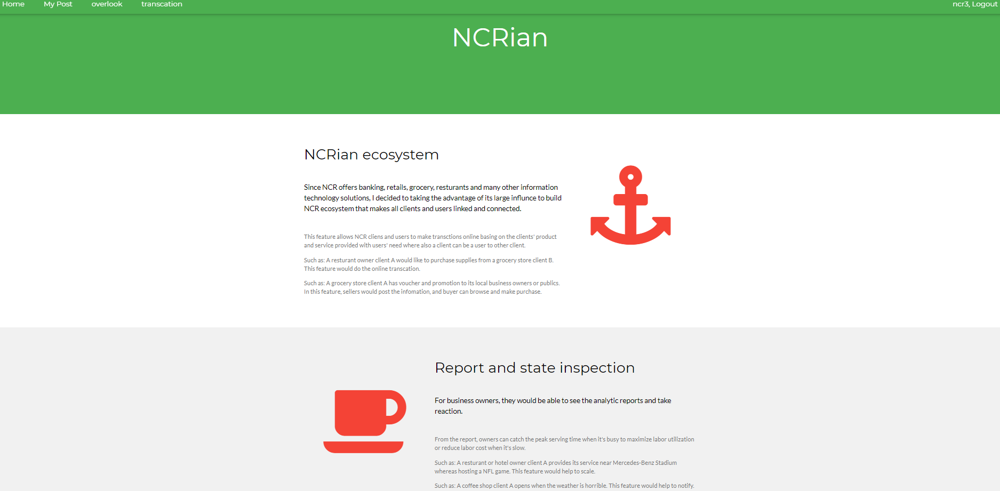 Home My Post overlook transcation ncr3, Logout
NCRian
NCRian ecosystem
Since NCR offers banking, retails, grocery, resturants and many other information
technology solutions, I decided to taking the advantage of its large influnce to build
NCR ecosystem that makes all clients and users linked and connected.
This feature allows NCR cliens and users to make transctions online basing on the clients' product
and service provided with users' need where also a client can be a user to other client.
Such as: A resturant owner client A would like to purchase supplies from a grocery store client B.
This feature would do the online transcation.
Such as: A grocery store client A has voucher and promotion to its local business owners or publics.
In this feature, sellers would post the infomation, and buyer can browse and make purchase.
Report and state inspection
For business owners, they would be able to see the analytic reports and take
reaction.
From the report, owners can catch the peak serving time when it's busy to maximize labor utilization
or reduce labor cost when it's slow.
Such as: A resturant or hotel owner client A provides its service near Mercedes-Benz Stadium
whereas hosting a NFL game. This feature would help to scale.
Such as: A coffee shop client A opens when the weather is horrible. This feature would help to notify.